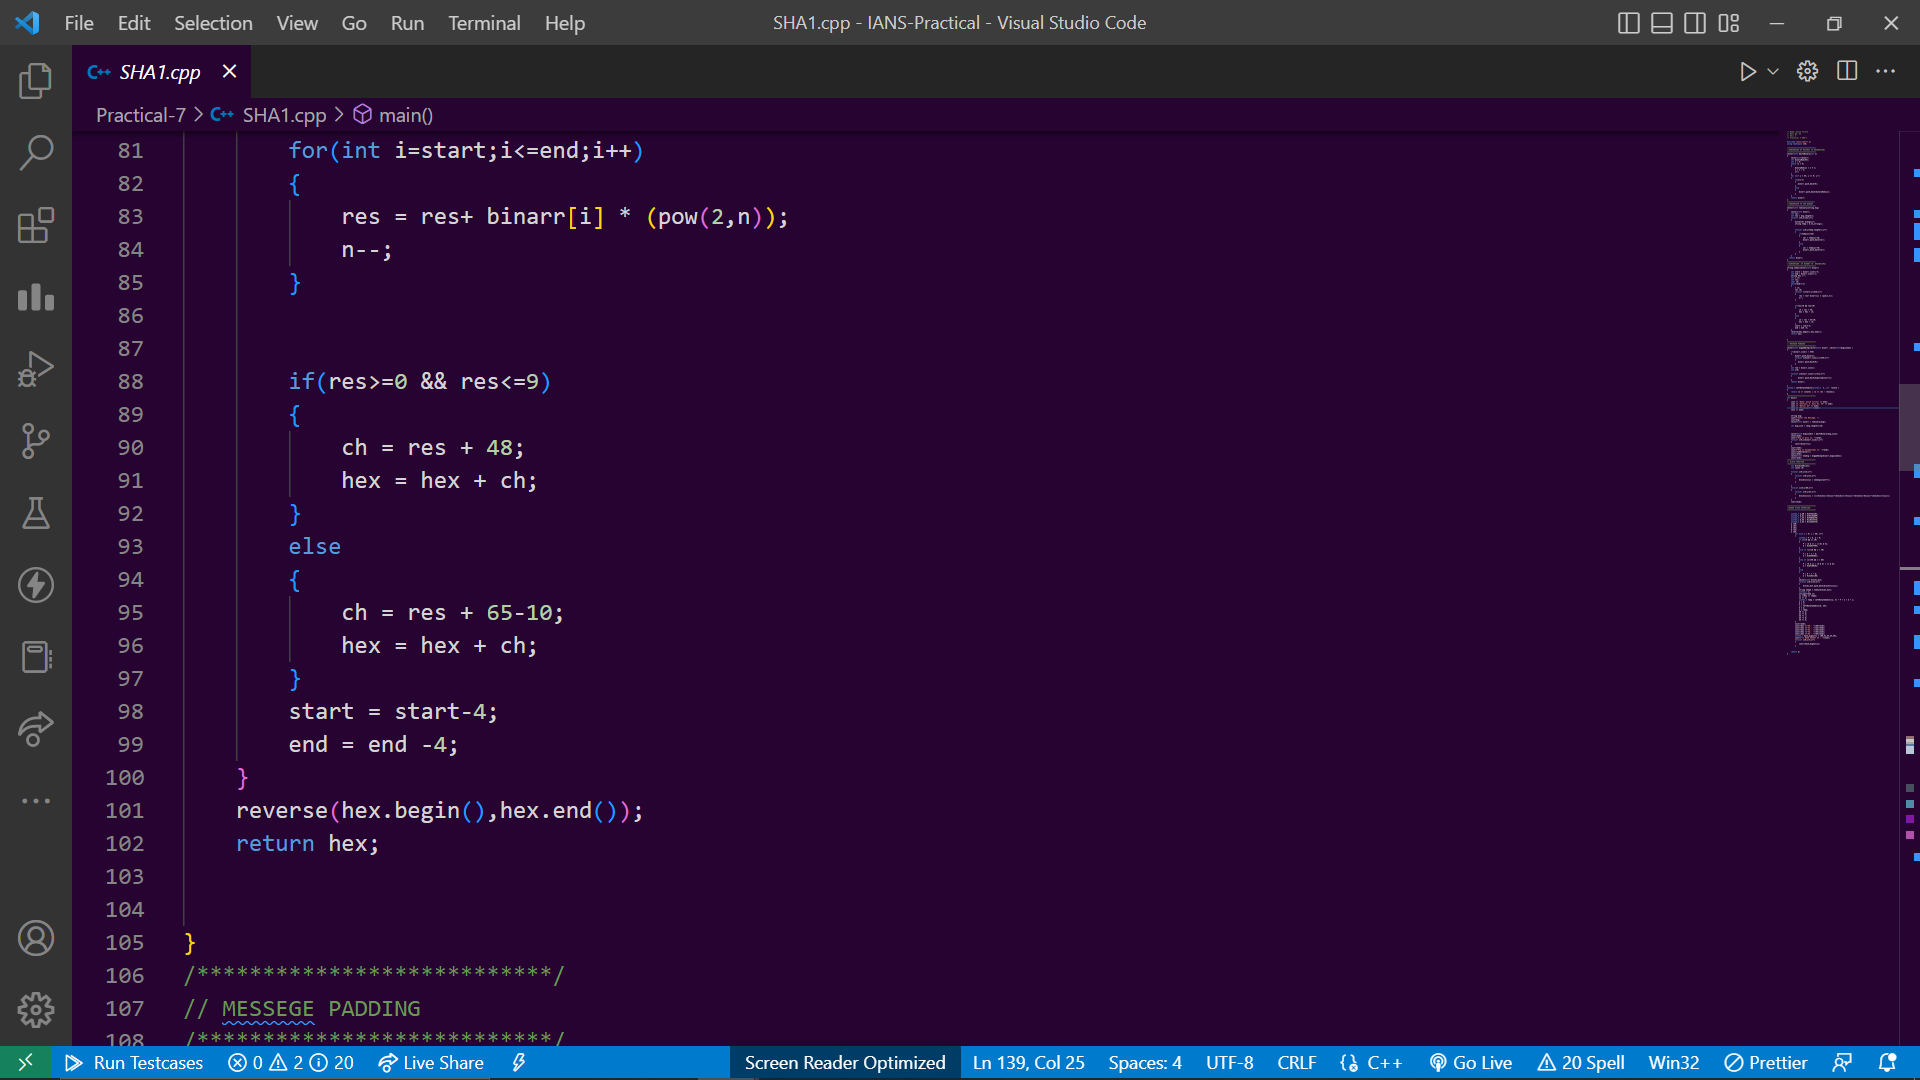 File Edit Selection View Go Run Terminal Help
SHA1.cpp - IANS-Practical - Visual Studio Code
C++ SHA1.cpp
Practical-7 > C++ SHA1.cpp > main()
81 for(int i=start;i<=end;i++)
82 {
83 res = res+ binarr[i] * (pow(2,n));
84 n--;
85 }
86
87
88 if(res>=0 && res<=9)
89 {
90 ch = res + 48;
91 hex = hex + ch;
92 }
93 else
94 {
95 ch = res + 65-10;
96 hex = hex + ch;
97 }
98 start = start-4;
99 end = end -4;
100 }
101 reverse(hex.begin(),hex.end());
102 return hex;
103
104
105 }
106 /***************************/
107 // MESSEGE PADDING
108 /***************************/
Run Testcases 0 2 20 Live Share Screen Reader Optimized Ln 139, Col 25 Spaces: 4 UTF-8 CRLF C++ Go Live 20 Spell Win32 Prettier